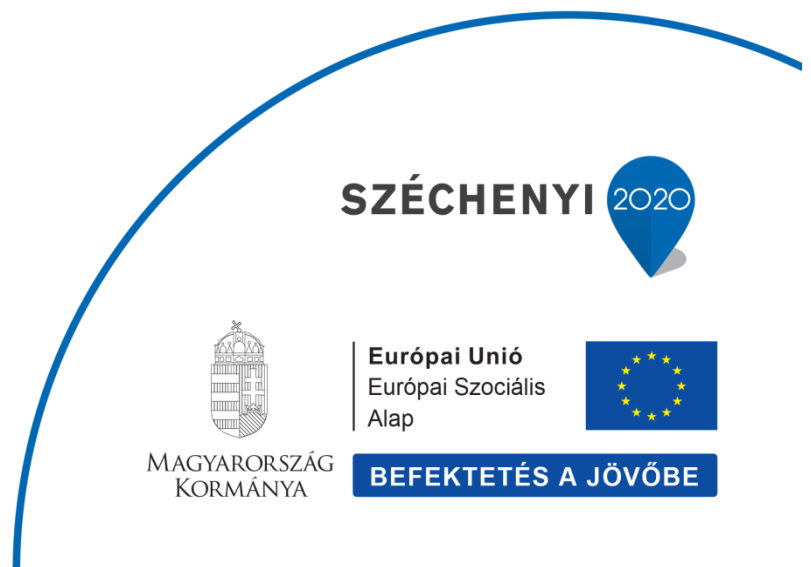 SZÉCHENYI 2020
Európai Unió
Európai Szociális
Alap
MAGYARORSZÁG
KORMÁNYA
BEFEKTETÉS A JÖVŐBE